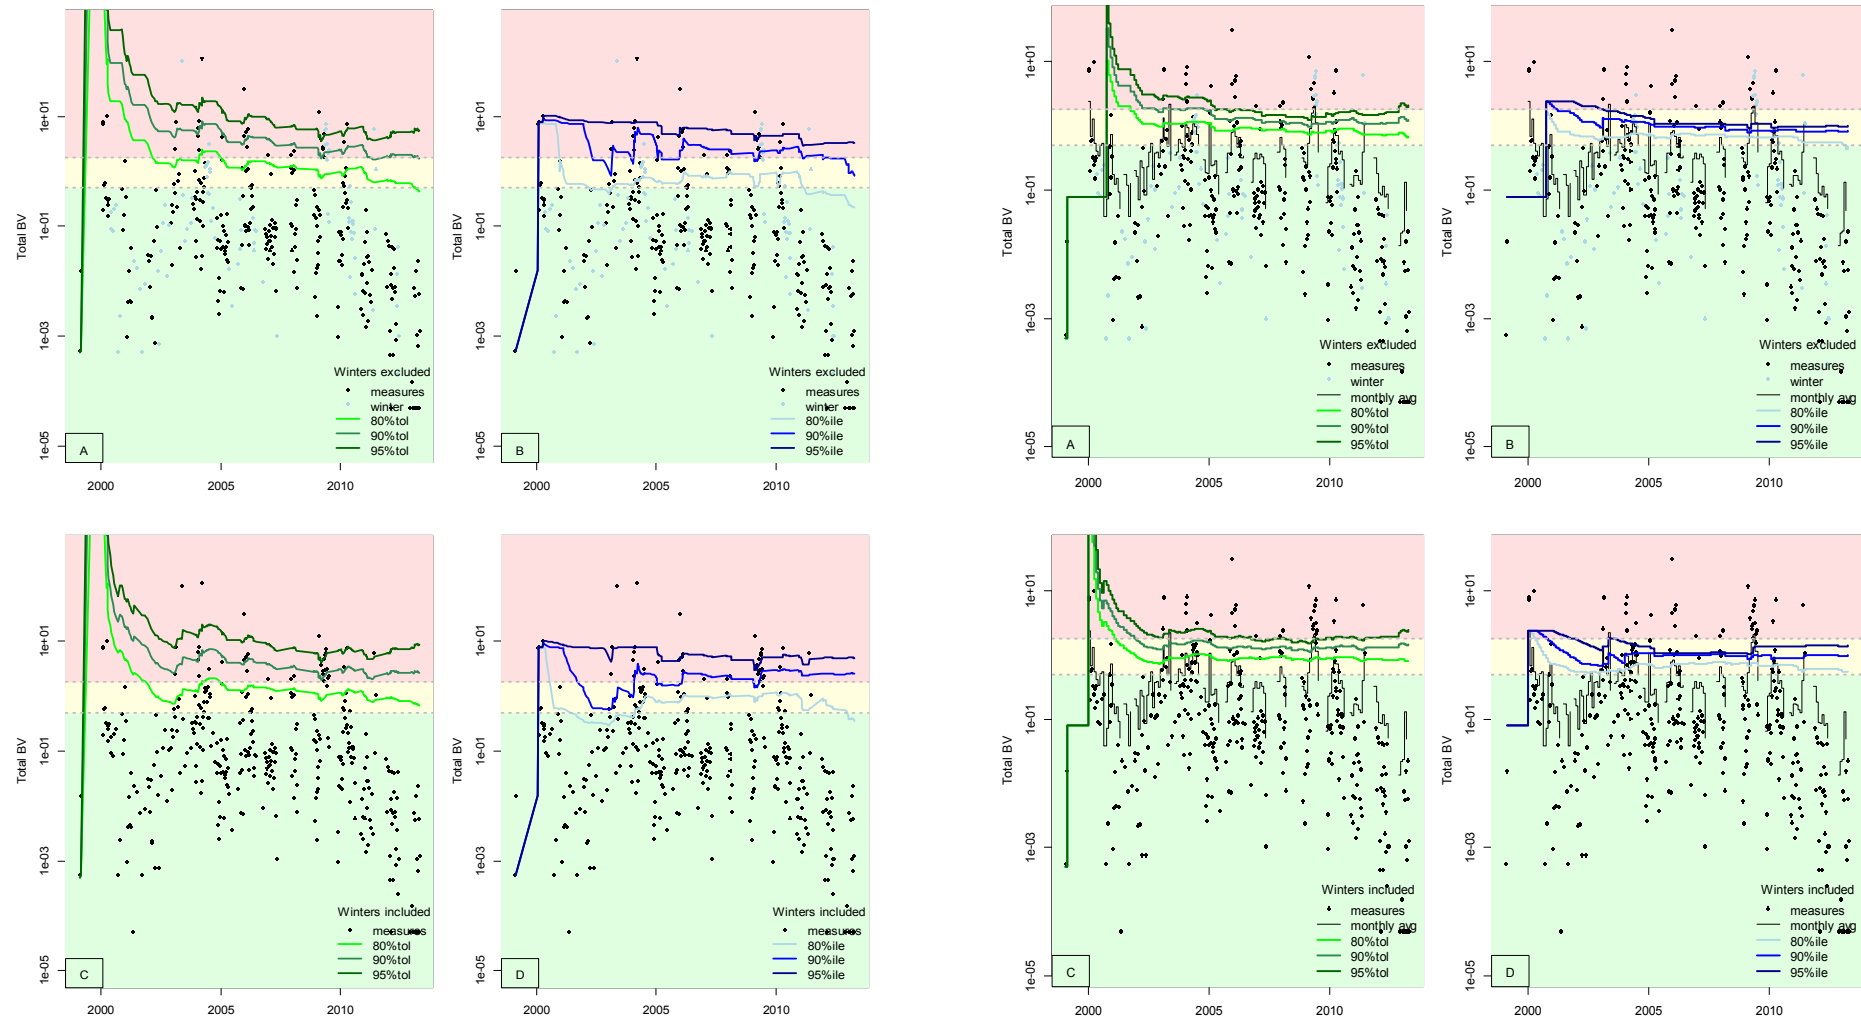 Total BV
1e+01
1e-01
1e-03
1e-05
2000
2005
2010
Winters excluded
measures
winter
80%tol
90%tol
95%tol
A
Total BV
1e+01
1e-01
1e-03
1e-05
2000
2005
2010
Winters excluded
measures
winter
80%ile
90%ile
95%ile
B
Total BV
1e+01
1e-01
1e-03
1e-05
2000
2005
2010
Winters excluded
measures
winter
monthly avg
80%tol
90%tol
95%tol
A
Total BV
1e+01
1e-01
1e-03
1e-05
2000
2005
2010
Winters excluded
measures
winter
monthly avg
80%ile
90%ile
95%ile
B
Total BV
1e+01
1e-01
1e-03
1e-05
2000
2005
2010
Winters included
measures
80%tol
90%tol
95%tol
C
Total BV
1e+01
1e-01
1e-03
1e-05
2000
2005
2010
Winters included
measures
80%ile
90%ile
95%ile
D
Total BV
1e+01
1e-01
1e-03
1e-05
2000
2005
2010
Winters included
measures
monthly avg
80%tol
90%tol
95%tol
C
Total BV
1e+01
1e-01
1e-03
1e-05
2000
2005
2010
Winters included
measures
monthly avg
80%ile
90%ile
95%ile
D